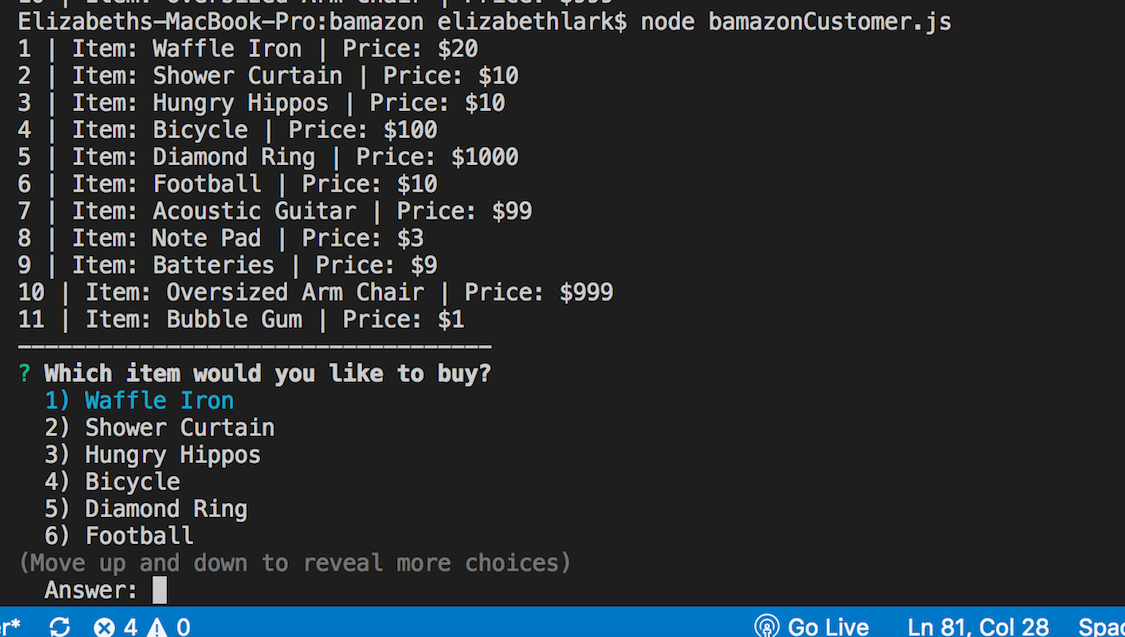 Elizabeths-MacBook-Pro:bamazon elizabethlark$ node bamazonCustomer.js
1 | Item: Waffle Iron | Price: $20
2 | Item: Shower Curtain | Price: $10
3 | Item: Hungry Hippos | Price: $10
4 | Item: Bicycle | Price: $100
5 | Item: Diamond Ring | Price: $1000
6 | Item: Football | Price: $10
7 | Item: Acoustic Guitar | Price: $99
8 | Item: Note Pad | Price: $3
9 | Item: Batteries | Price: $9
10 | Item: Oversized Arm Chair | Price: $999
11 | Item: Bubble Gum | Price: $1
-----------------------------------
? Which item would you like to buy?
1) Waffle Iron
2) Shower Curtain
3) Hungry Hippos
4) Bicycle
5) Diamond Ring
6) Football
(Move up and down to reveal more choices)
Answer:
r* 4 0 Go Live Ln 81, Col 28 Spac